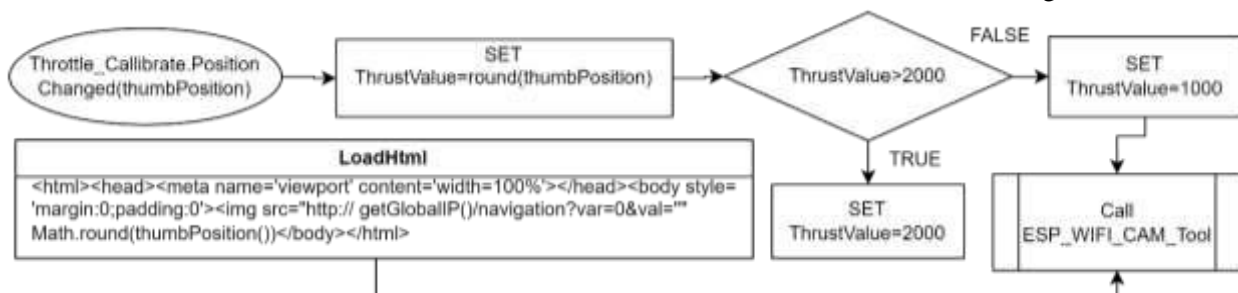 Throttle_Callibrate.Position
Changed(thumbPosition)
SET
ThrustValue=round(thumbPosition)
ThrustValue>2000
FALSE
SET
ThrustValue=1000
TRUE
SET
ThrustValue=2000
Call
ESP_WIFI_CAM_Tool
LoadHtml
<html><head><meta name='viewport' content='width=100%'></head><body style=
'margin:0;padding:0'><img src="http:// getGlobalIP()/navigation?var=0&val=""
Math.round(thumbPosition())</body></html>